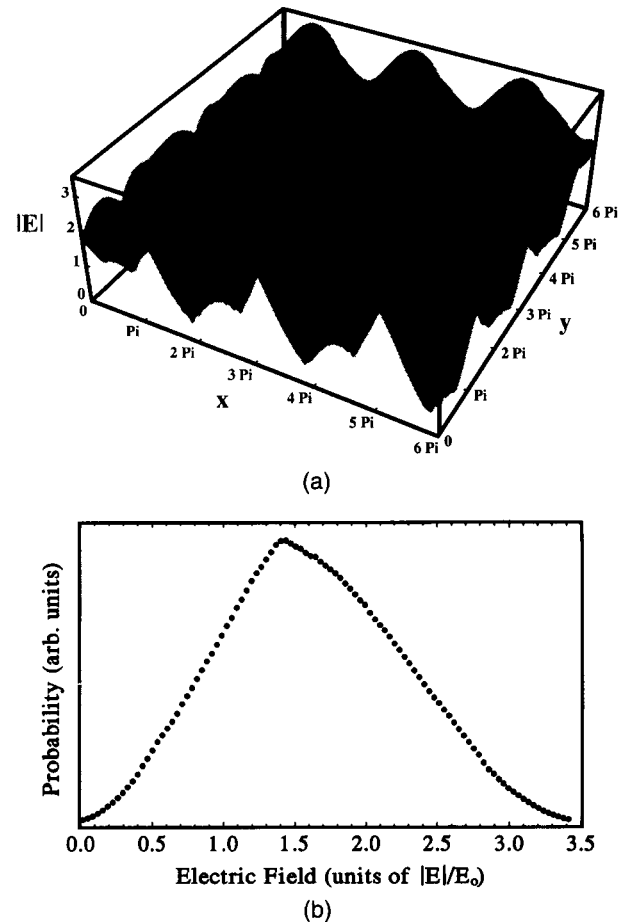 3
|E|
2
1
0
0
Pi
2 Pi
3 Pi
x
4 Pi
5 Pi
6 Pi
0
Pi
2 Pi
3 Pi
y
4 Pi
5 Pi
6 Pi
(a)
Probability (arb. units)
0.0 0.5 1.0 1.5 2.0 2.5 3.0 3.5
Electric Field (units of |E|/E₀)
(b)